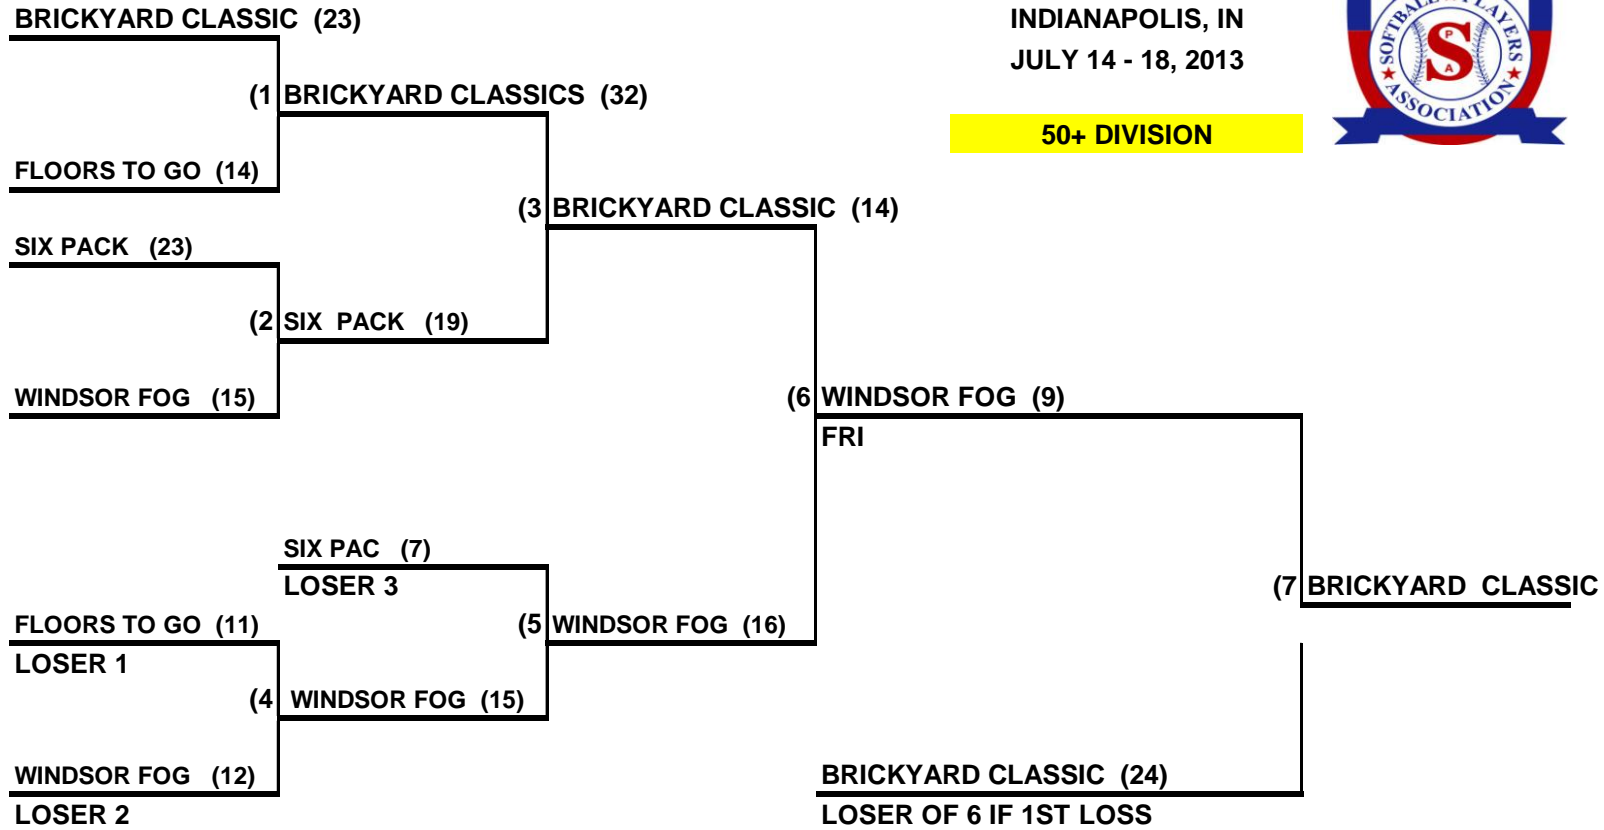 BRICKYARD CLASSIC (23)
INDIANAPOLIS, IN
JULY 14 - 18, 2013
50+ DIVISION
SOFTBALL PLAYERS
P
S
A
ASSOCIATION
(1 BRICKYARD CLASSICS (32)
FLOORS TO GO (14)
(3 BRICKYARD CLASSIC (14)
SIX PACK (23)
(2 SIX PACK (19)
WINDSOR FOG (15)
(6 WINDSOR FOG (9)
FRI
SIX PAC (7)
LOSER 3
(7 BRICKYARD CLASSIC
FLOORS TO GO (11)
LOSER 1
(5 WINDSOR FOG (16)
(4 WINDSOR FOG (15)
WINDSOR FOG (12)
LOSER 2
BRICKYARD CLASSIC (24)
LOSER OF 6 IF 1ST LOSS